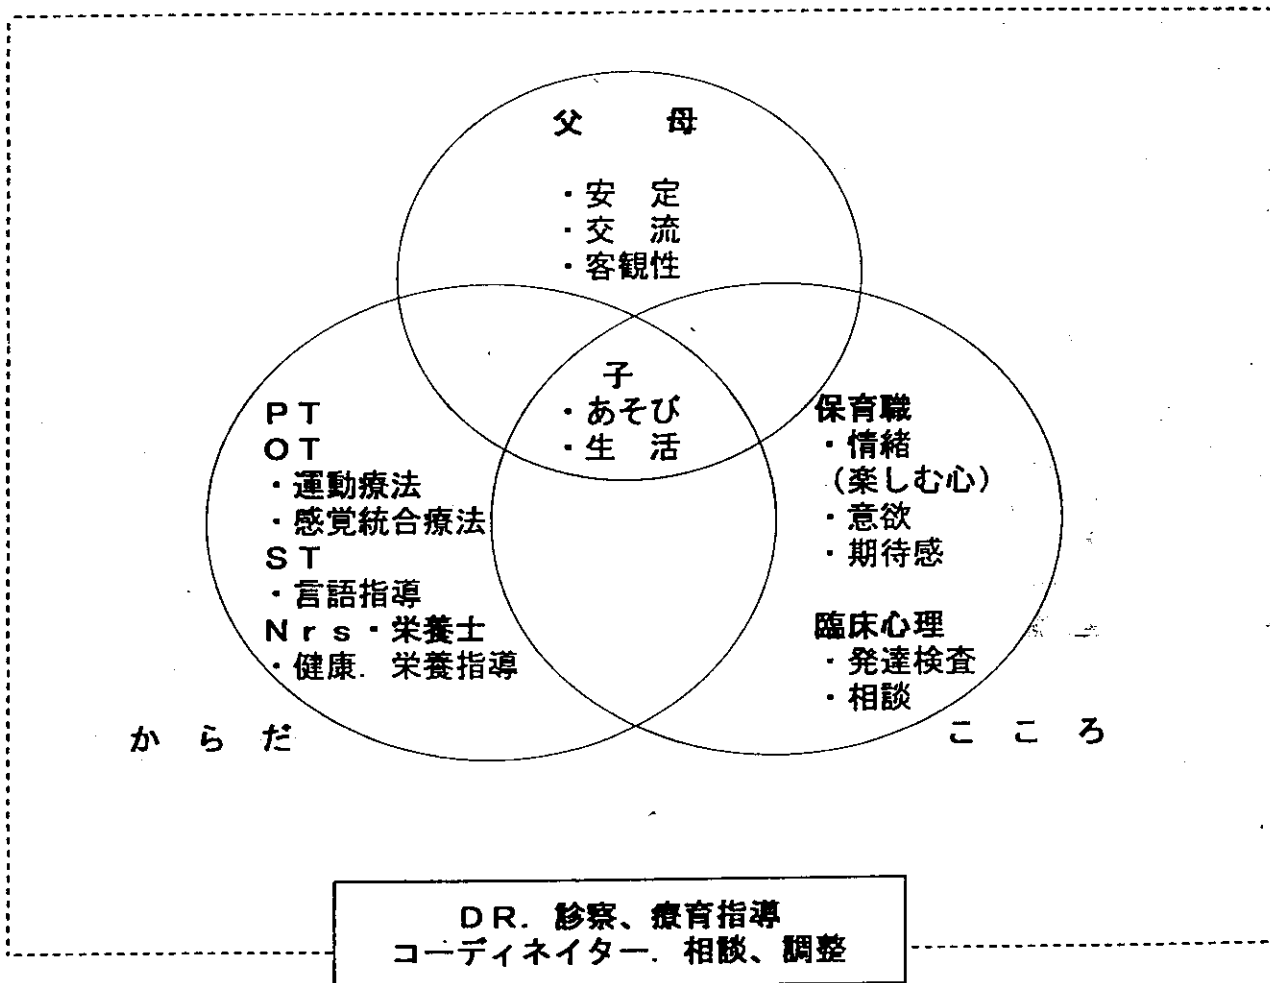 父　　母
・安　定
・交　流
・客観性
子
・あそび
・生　活
ＰＴ
ＯＴ
・運動療法
・感覚統合療法
ＳＴ
・言語指導
Ｎｒｓ・栄養士
・健康．栄養指導
か　ら　だ
保育職
・情緒
（楽しむ心）
・意欲
・期待感
臨床心理
・発達検査
・相談
こ　こ　ろ
ＤＲ．診察、療育指導
コーディネイター．相談、調整